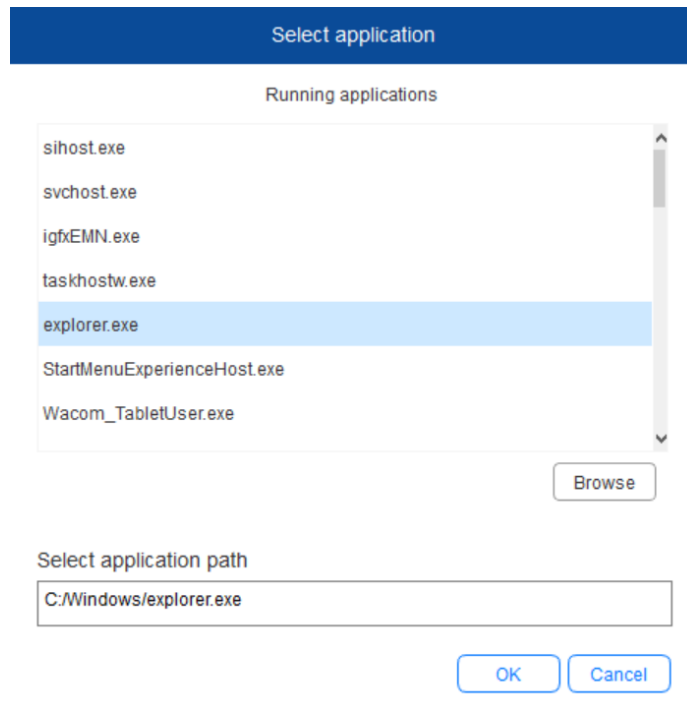 Select application
Running applications
sihost.exe
svchost.exe
igfxEMN.exe
taskhostw.exe
explorer.exe
StartMenuExperienceHost.exe
Wacom_TabletUser.exe
Browse
Select application path
C:/Windows/explorer.exe
OK
Cancel